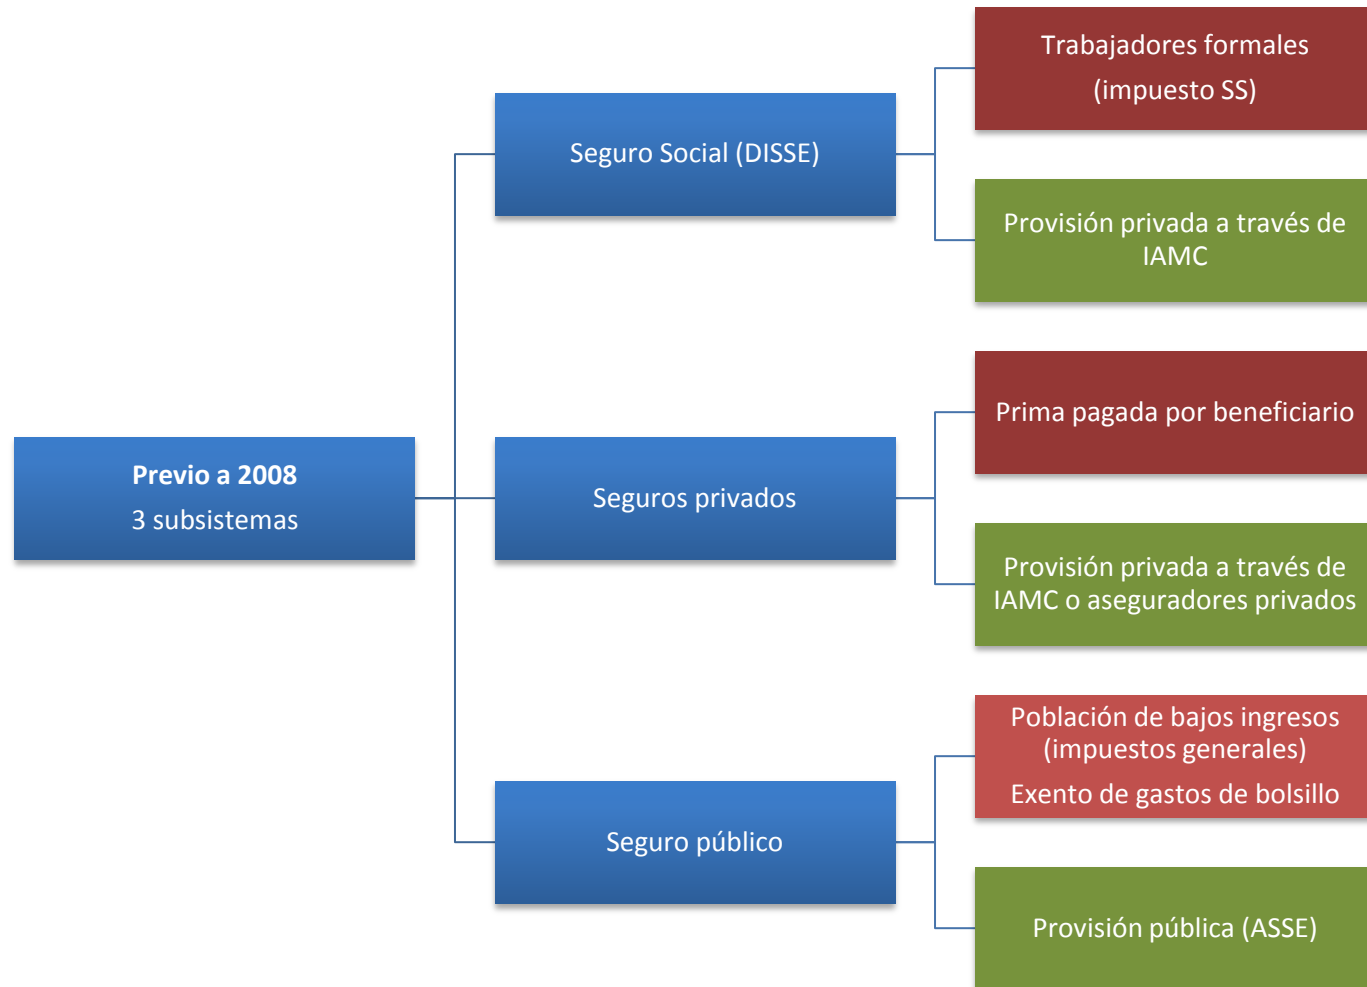 Previo a 2008
3 subsistemas
Seguro Social (DISSE)
Trabajadores formales
(impuesto SS)
Provisión privada a través de
IAMC
Seguros privados
Prima pagada por beneficiario
Provisión privada a través de
IAMC o aseguradores privados
Seguro público
Población de bajos ingresos
(impuestos generales)
Exento de gastos de bolsillo
Provisión pública (ASSE)